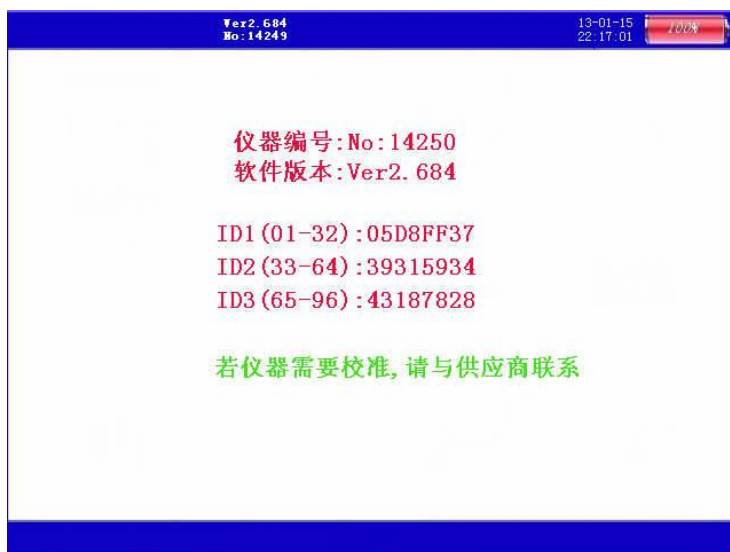 Ver2.684
No:14249
13-01-15
22:17:01
100%
仪器编号:No:14250
软件版本:Ver2.684
ID1(01-32):05D8FF37
ID2(33-64):39315934
ID3(65-96):43187828
若仪器需要校准,请与供应商联系